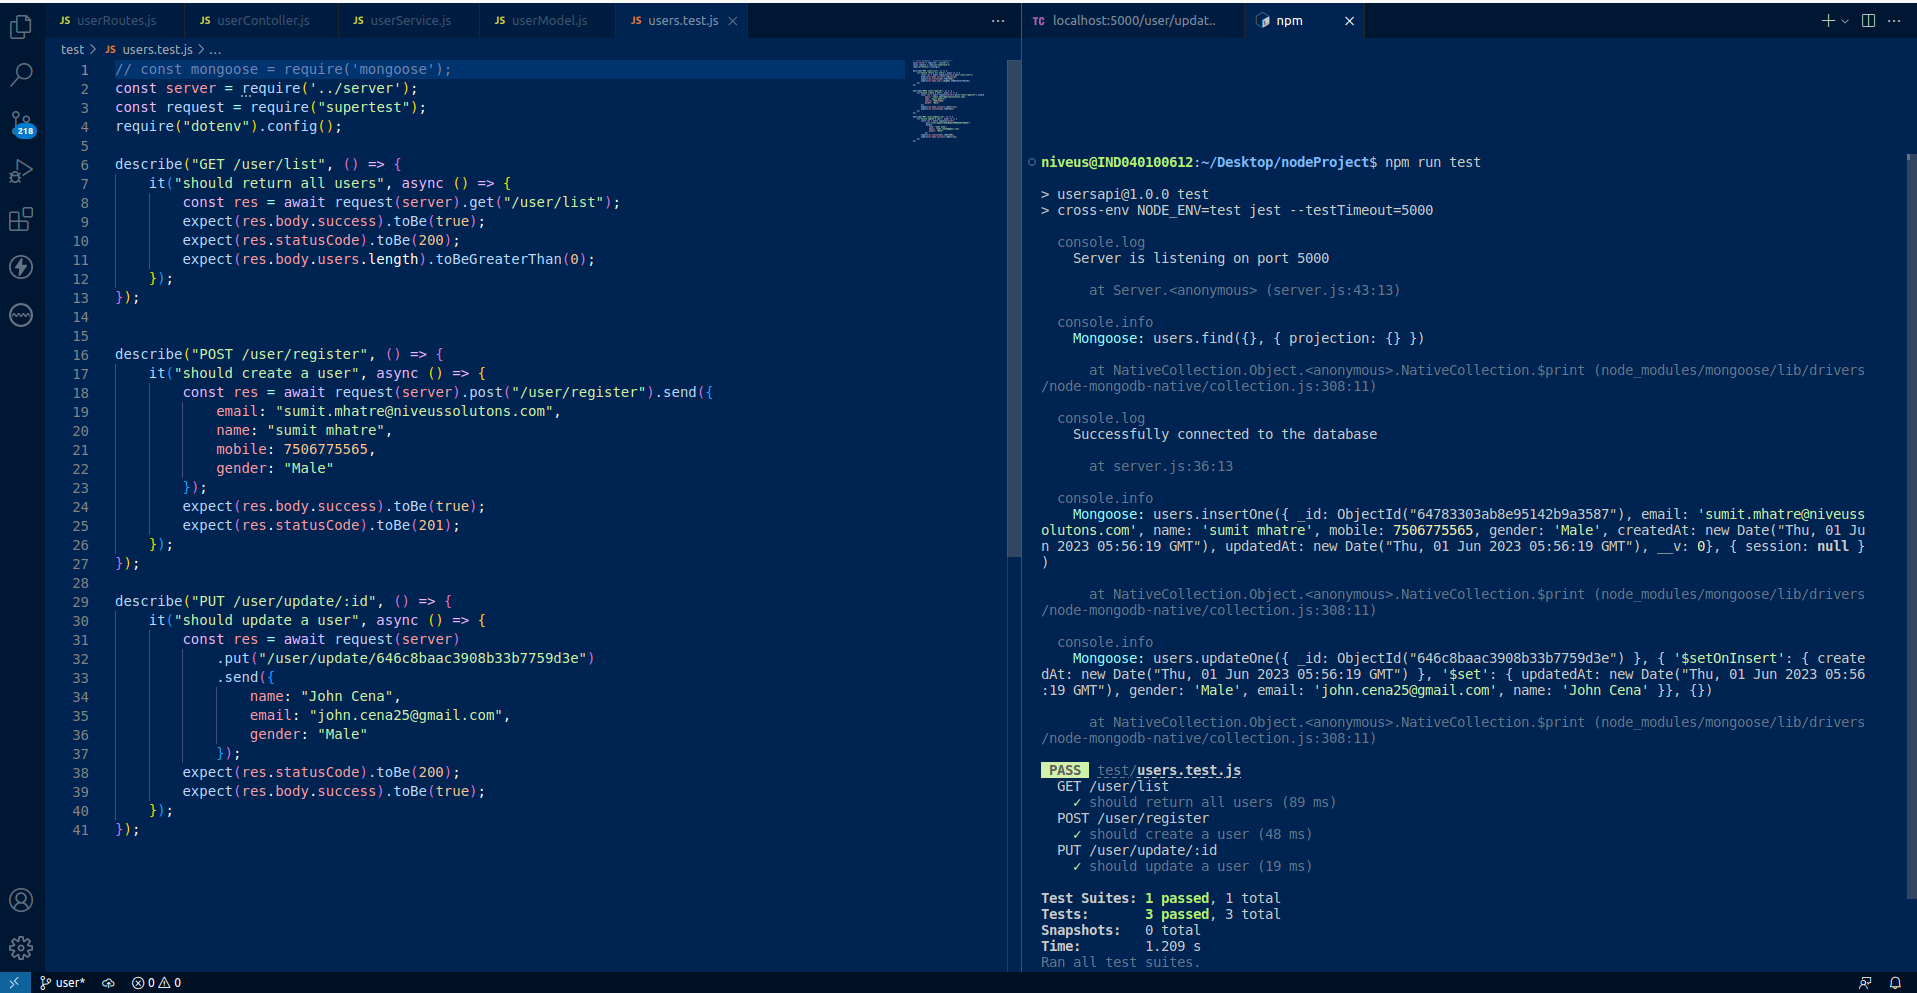 JS userRoutes.js
JS userContoller.js
JS userService.js
JS userModel.js
JS users.test.js
test > JS users.test.js > ...
1 // const mongoose = require('mongoose');
2 const server = require('../server');
3 const request = require("supertest");
4 require("dotenv").config();
5
6 describe("GET /user/list", () => {
7 it("should return all users", async () => {
8 const res = await request(server).get("/user/list");
9 expect(res.body.success).toBe(true);
10 expect(res.statusCode).toBe(200);
11 expect(res.body.users.length).toBeGreaterThan(0);
12 });
13 });
14
15
16 describe("POST /user/register", () => {
17 it("should create a user", async () => {
18 const res = await request(server).post("/user/register").send({
19 email: "sumit.mhatre@niveussolutons.com",
20 name: "sumit mhatre",
21 mobile: 7506775565,
22 gender: "Male"
23 });
24 expect(res.body.success).toBe(true);
25 expect(res.statusCode).toBe(201);
26 });
27 });
28
29 describe("PUT /user/update/:id", () => {
30 it("should update a user", async () => {
31 const res = await request(server)
32 .put("/user/update/646c8baac3908b33b7759d3e")
33 .send({
34 name: "John Cena",
35 email: "john.cena25@gmail.com",
36 gender: "Male"
37 });
38 expect(res.statusCode).toBe(200);
39 expect(res.body.success).toBe(true);
40 });
41 });
218
TC localhost:5000/user/updat..
npm
niveus@IND040100612:~/Desktop/nodeProject$ npm run test
> usersapi@1.0.0 test
> cross-env NODE_ENV=test jest --testTimeout=5000
console.log
Server is listening on port 5000
at Server.<anonymous> (server.js:43:13)
console.info
Mongoose: users.find({}, { projection: {} })
at NativeCollection.Object.<anonymous>.NativeCollection.$print (node_modules/mongoose/lib/drivers
/node-mongodb-native/collection.js:308:11)
console.log
Successfully connected to the database
at server.js:36:13
console.info
Mongoose: users.insertOne({ _id: ObjectId("64783303ab8e95142b9a3587"), email: 'sumit.mhatre@niveuss
olutons.com', name: 'sumit mhatre', mobile: 7506775565, gender: 'Male', createdAt: new Date("Thu, 01 Ju
n 2023 05:56:19 GMT"), updatedAt: new Date("Thu, 01 Jun 2023 05:56:19 GMT"), __v: 0}, { session: null }
)
at NativeCollection.Object.<anonymous>.NativeCollection.$print (node_modules/mongoose/lib/drivers
/node-mongodb-native/collection.js:308:11)
console.info
Mongoose: users.updateOne({ _id: ObjectId("646c8baac3908b33b7759d3e") }, { '$setOnInsert': { create
dAt: new Date("Thu, 01 Jun 2023 05:56:19 GMT") }, '$set': { updatedAt: new Date("Thu, 01 Jun 2023 05:56
:19 GMT"), gender: 'Male', email: 'john.cena25@gmail.com', name: 'John Cena' }}, {})
at NativeCollection.Object.<anonymous>.NativeCollection.$print (node_modules/mongoose/lib/drivers
/node-mongodb-native/collection.js:308:11)
PASS test/users.test.js
GET /user/list
✓ should return all users (89 ms)
POST /user/register
✓ should create a user (48 ms)
PUT /user/update/:id
✓ should update a user (19 ms)
Test Suites: 1 passed, 1 total
Tests: 3 passed, 3 total
Snapshots: 0 total
Time: 1.209 s
Ran all test suites.
user* 0 0